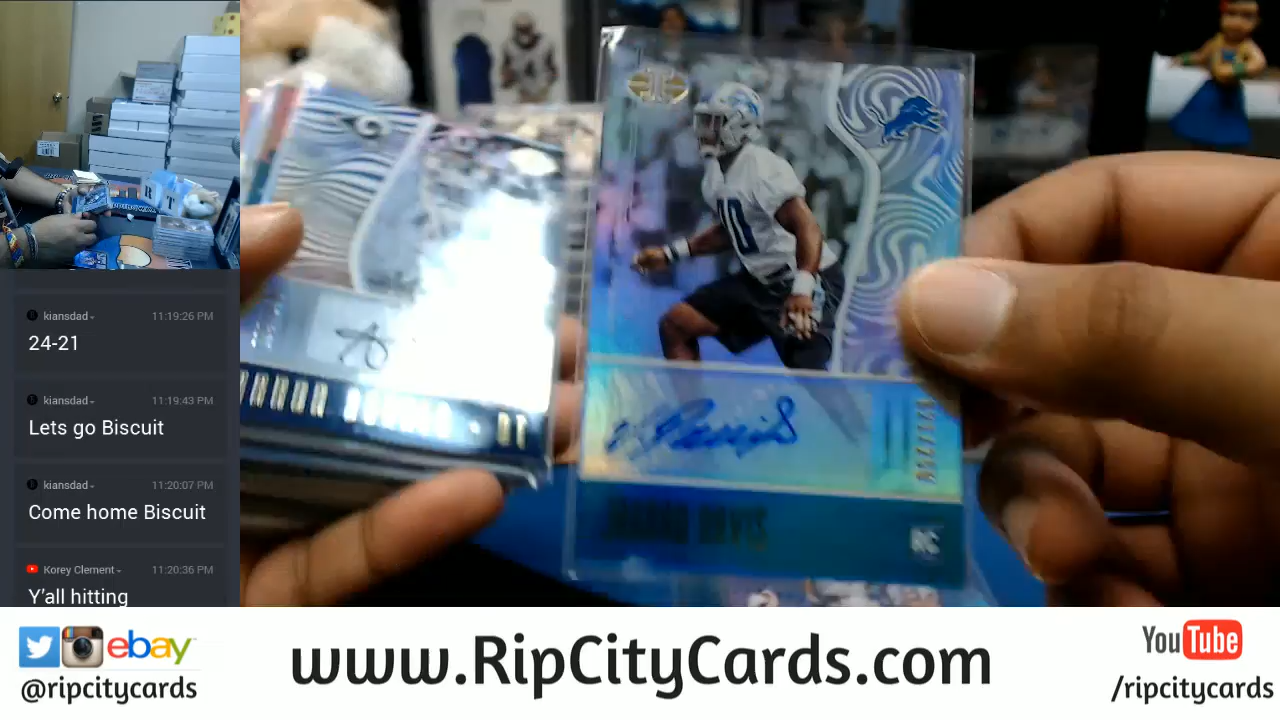 kiansdad
11:19:26 PM
24-21
kiansdad
11:19:43 PM
Lets go Biscuit
kiansdad
11:20:07 PM
Come home Biscuit
Korey Clement
11:20:36 PM
Y'all hitting
DAVIS
RC
ebay
@ripcitycards
www.RipCityCards.com
YouTube
/ripcitycards